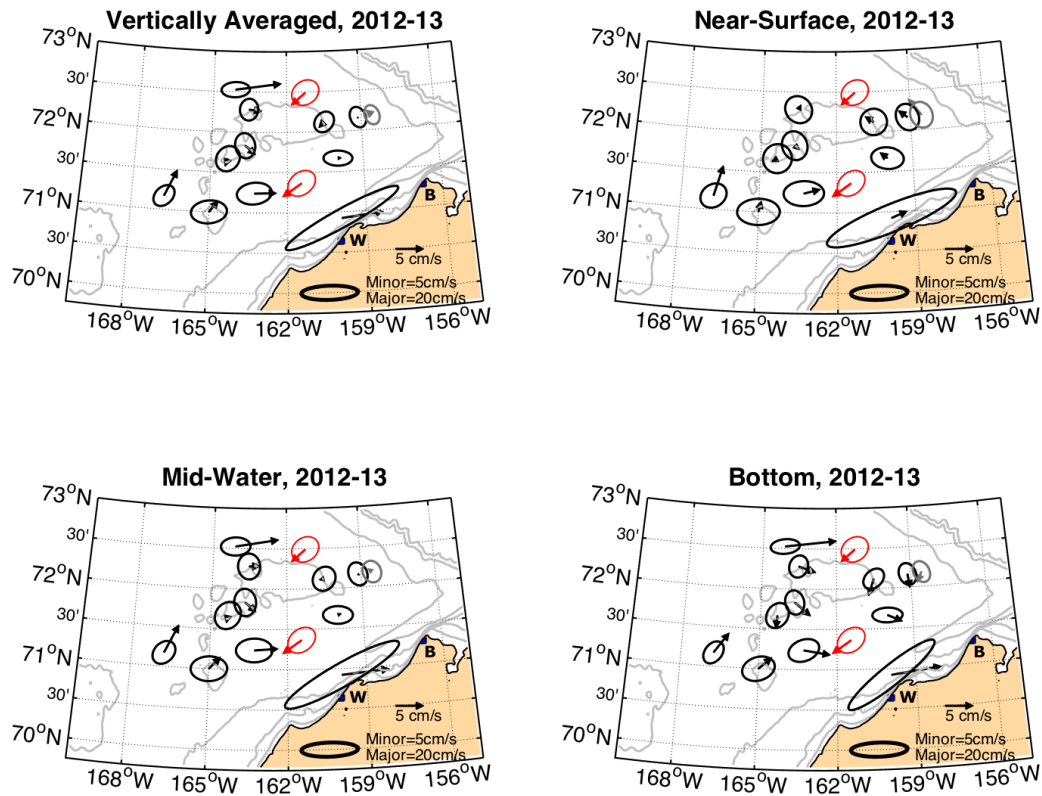 Vertically Averaged, 2012-13
73°N
30'
72°N
30'
71°N
30'
70°N
B
W
5 cm/s
Minor=5cm/s
Major=20cm/s
168°W
165°W
162°W
159°W
156°W
Near-Surface, 2012-13
73°N
30'
72°N
30'
71°N
30'
70°N
B
W
5 cm/s
Minor=5cm/s
Major=20cm/s
168°W
165°W
162°W
159°W
156°W
Mid-Water, 2012-13
73°N
30'
72°N
30'
71°N
30'
70°N
B
W
5 cm/s
Minor=5cm/s
Major=20cm/s
168°W
165°W
162°W
159°W
156°W
Bottom, 2012-13
73°N
30'
72°N
30'
71°N
30'
70°N
B
W
5 cm/s
Minor=5cm/s
Major=20cm/s
168°W
165°W
162°W
159°W
156°W